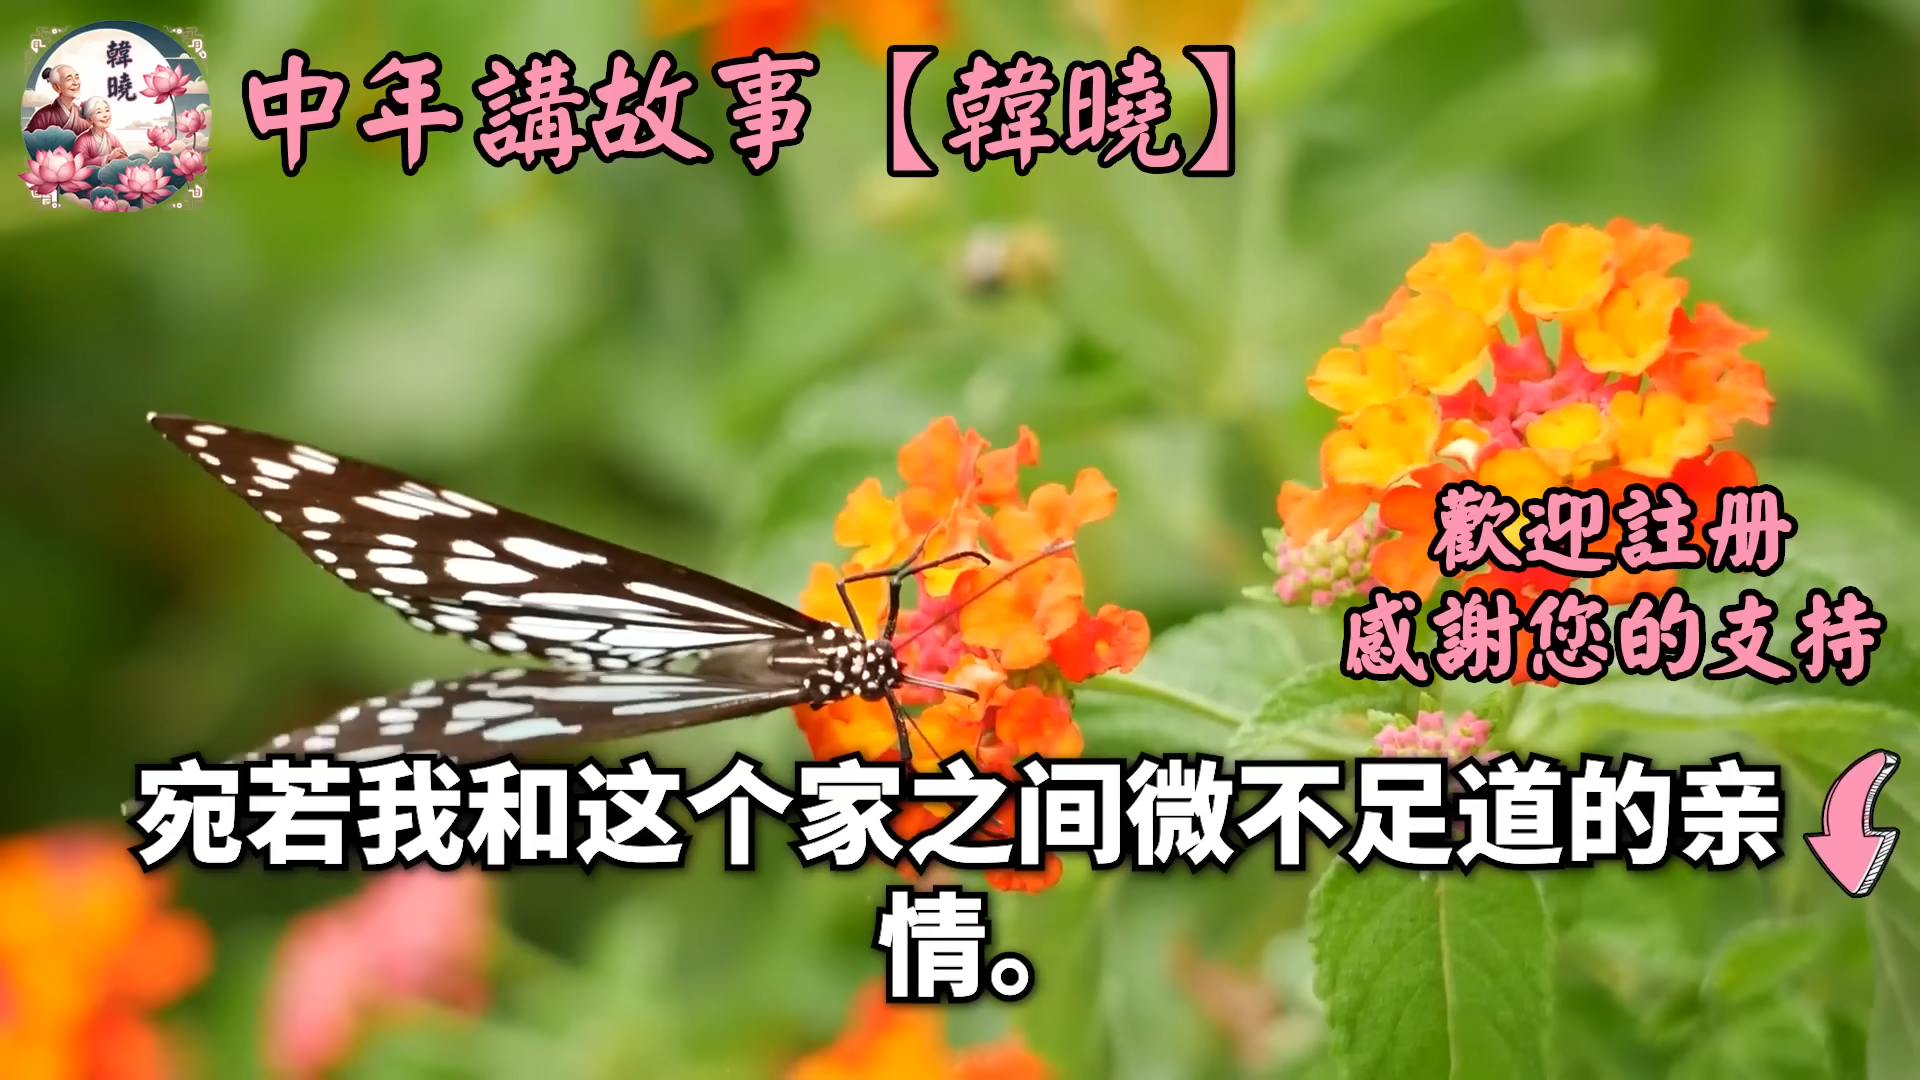 韓曉
中年講故事【韓曉】
歡迎註册
感謝您的支持
宛若我和这个家之间微不足道的亲
情。